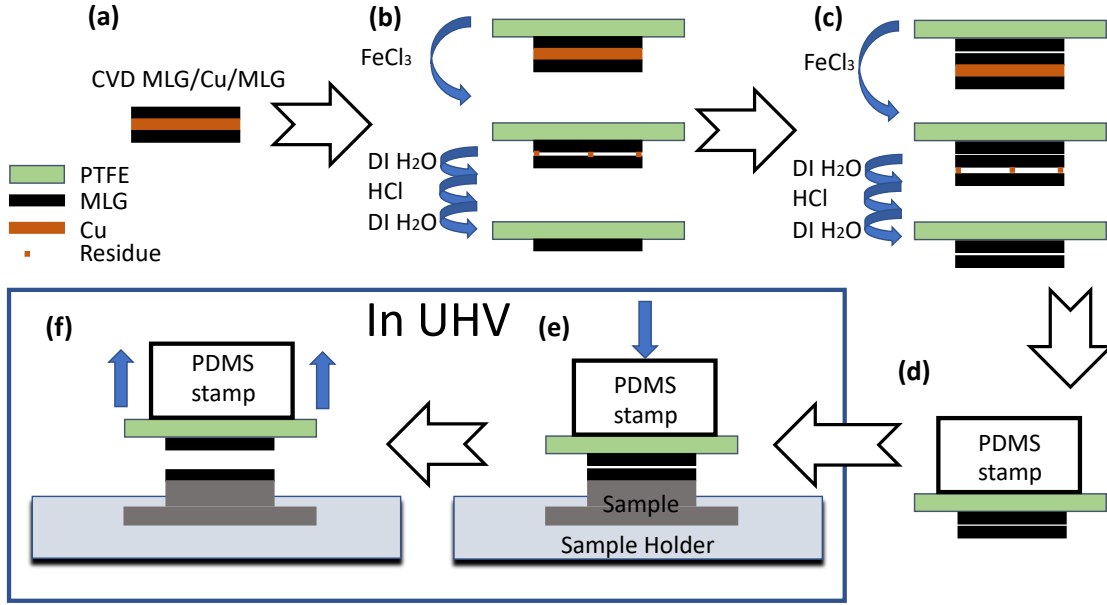 (a)
CVD MLG/Cu/MLG
PTFE
MLG
Cu
Residue
(b)
FeCl₃
DI H₂O
HCl
DI H₂O
(c)
FeCl₃
DI H₂O
HCl
DI H₂O
(d)
PDMS
stamp
In UHV
(e)
PDMS
stamp
Sample
Sample Holder
(f)
PDMS
stamp